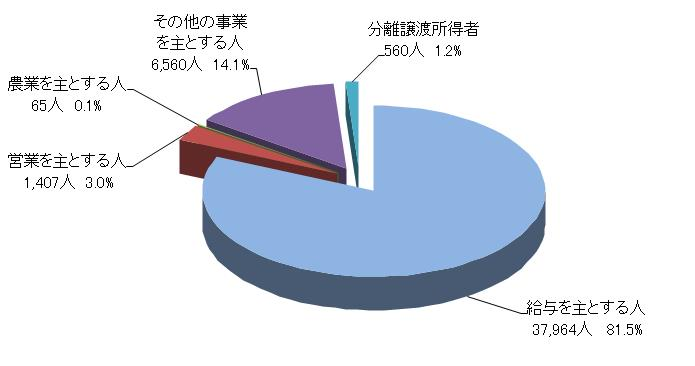 その他の事業
を主とする人
6,560人 14.1%
分離譲渡所得者
560人 1.2%
農業を主とする人
65人 0.1%
営業を主とする人
1,407人 3.0%
給与を主とする人
37,964人 81.5%